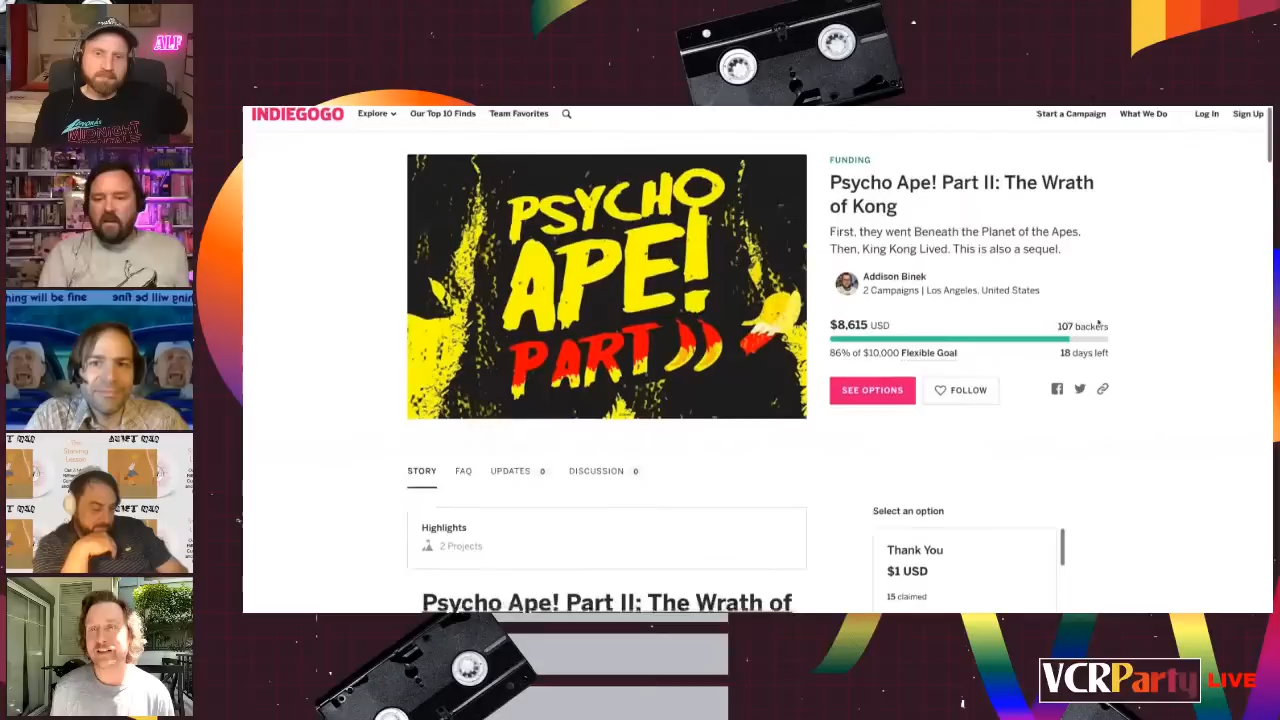 ALF
MIDNIGHT
hing will be fine
INDIEGOGO
Explore
Our Top 10 Finds
Team Favorites
Start a Campaign
What We Do
Log In
Sign Up
PSYCHO
APE!
PART
FUNDING
Psycho Ape! Part II: The Wrath
of Kong
First, they went Beneath the Planet of the Apes.
Then, King Kong Lived. This is also a sequel.
Addison Binek
2 Campaigns | Los Angeles, United States
$8,615 USD
107 backers
86% of $10,000 Flexible Goal
18 days left
SEE OPTIONS
FOLLOW
STORY
FAQ
UPDATES 0
DISCUSSION 0
Highlights
2 Projects
Psycho Ape! Part II: The Wrath of
Select an option
Thank You
$1 USD
15 claimed
VCRParty LIVE